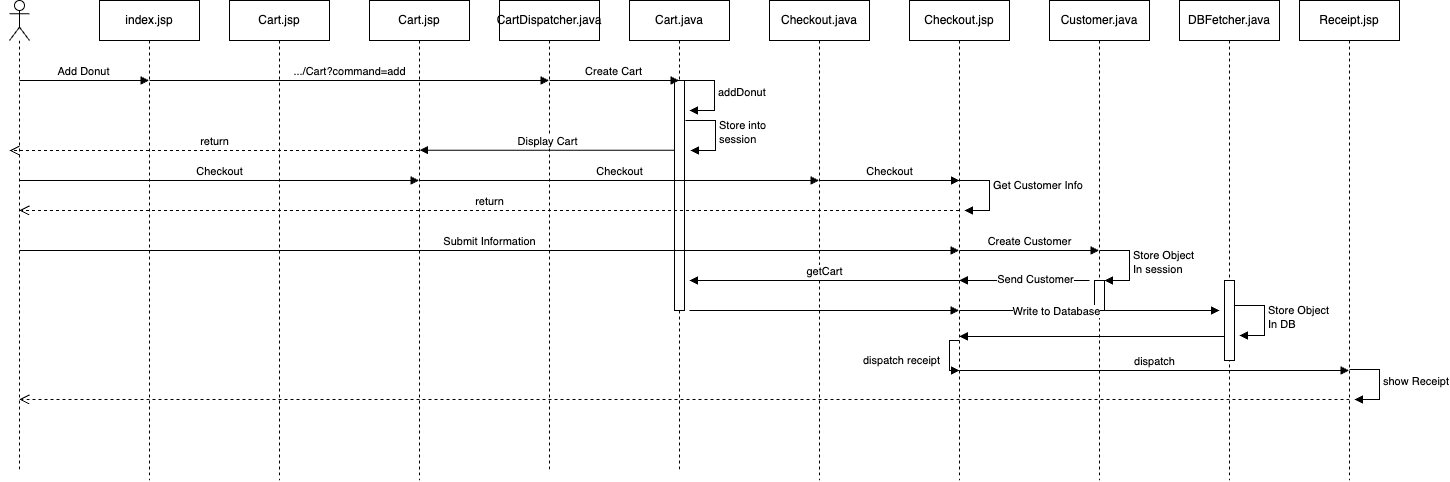 index.jsp
Cart.jsp
Cart.jsp
CartDispatcher.java
Cart.java
Checkout.java
Checkout.jsp
Customer.java
DBFetcher.java
Receipt.jsp
Add Donut
.../Cart?command=add
Create Cart
addDonut
Store into
session
return
Display Cart
Checkout
Checkout
Checkout
Get Customer Info
return
Submit Information
Create Customer
Store Object
In session
getCart
Send Customer
Write to Database
Store Object
In DB
dispatch receipt
dispatch
show Receipt